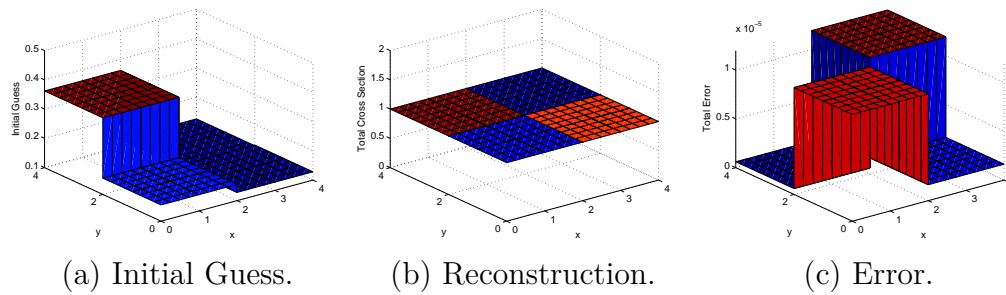 0.5
0.4
0.3
0.2
0.1
4
2
0
0
1
2
3
4
Initial Guess
y
x
2
1.5
1
0.5
0
4
2
0
0
1
2
3
4
Total Cross Section
y
x
x 10⁻⁵
1
0.5
0
4
2
0
0
1
2
3
4
Total Error
y
x
(a) Initial Guess.
(b) Reconstruction.
(c) Error.